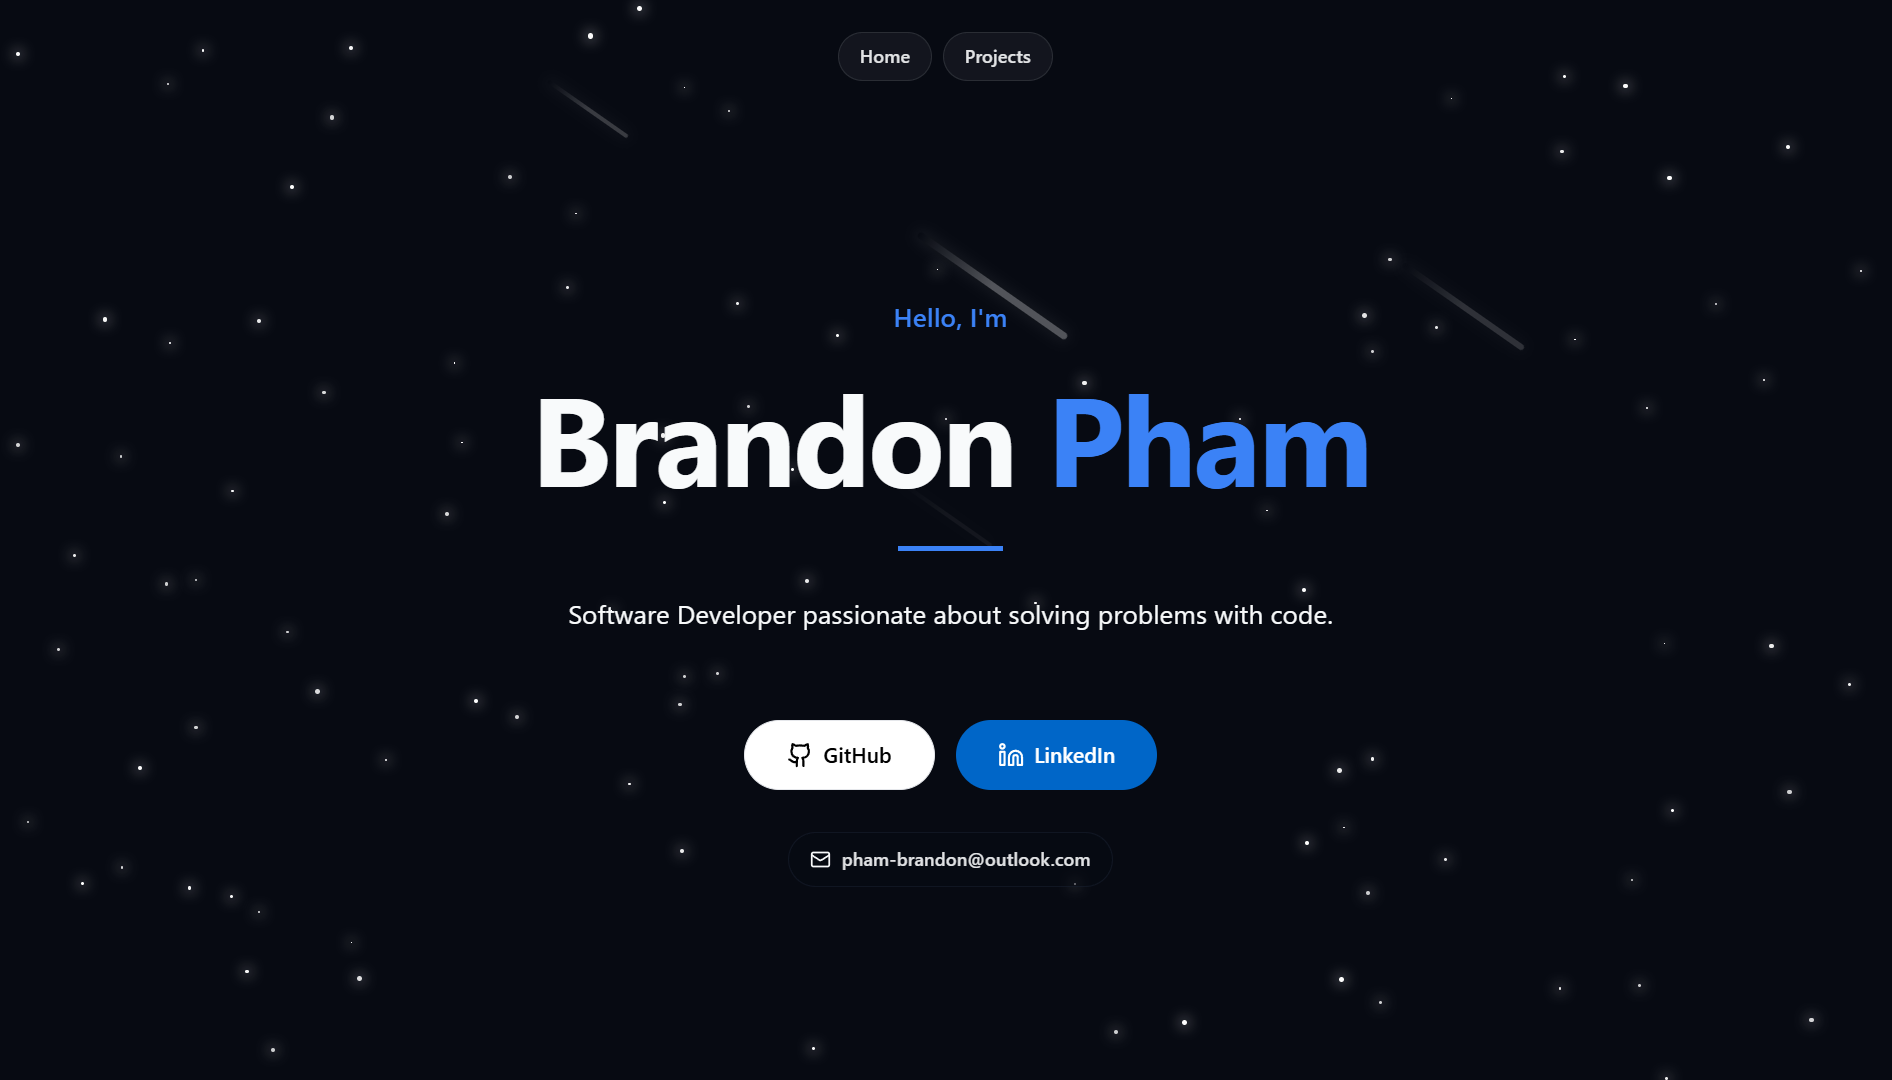 Home Projects
Hello, I'm
Brandon Pham
Software Developer passionate about solving problems with code.
GitHub LinkedIn
pham-brandon@outlook.com